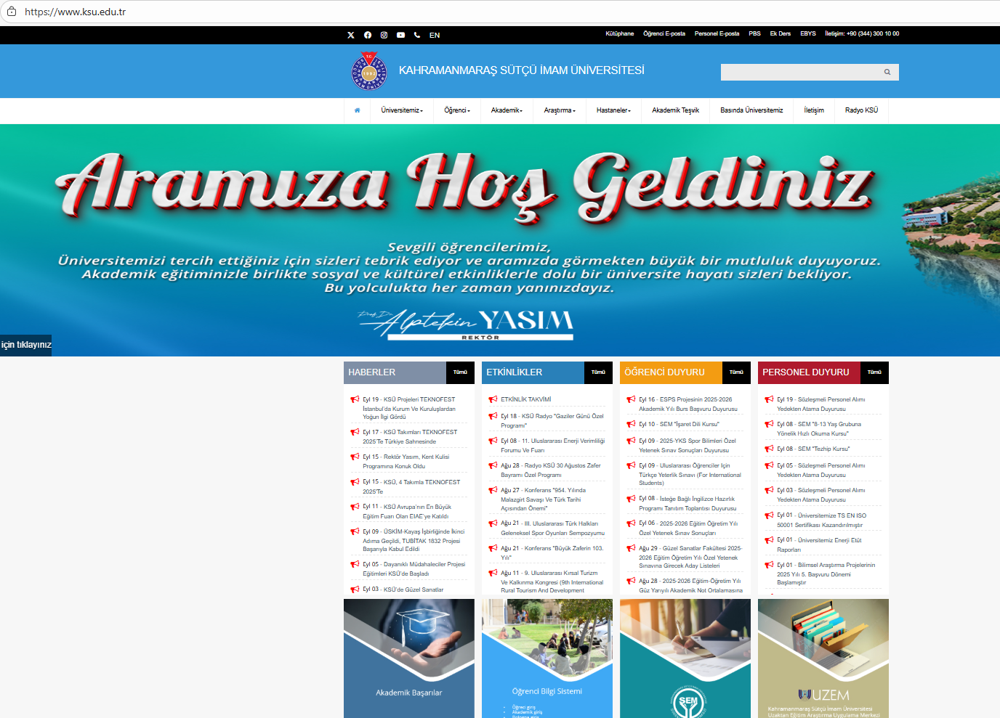 https://www.ksu.edu.tr
EN
Kütüphane Öğrenci E-posta Personel E-posta PBS Ek Ders EBYS İletişim: +90 (344) 300 10 00
T.C.
1992
KAHRAMANMARAŞ SÜTÇÜ İMAM ÜNİVERSİTESİ
Üniversitemiz Öğrenci Akademik Araştırma Hastaneler Akademik Teşvik Basında Üniversitemiz İletişim Radyo KSÜ
Aramıza Hoş Geldiniz
Sevgili öğrencilerimiz,
Üniversitemizi tercih ettiğiniz için sizleri tebrik ediyor ve aramızda görmekten büyük bir mutluluk duyuyoruz.
Akademik eğitiminizle birlikte sosyal ve kültürel etkinliklerle dolu bir üniversite hayatı sizleri bekliyor.
Bu yolculukta her zaman yanınızdayız.
Prof. Dr. Alptekin YASIM
REKTÖR
için tıklayınız
HABERLER Tümü
Eyl 19 - KSÜ Projeleri TEKNOFEST
İstanbul'da Kurum Ve Kuruluşlardan
Yoğun İlgi Gördü
Eyl 17 - KSÜ Takımları TEKNOFEST
2025'Te Türkiye Sahnesinde
Eyl 15 - Rektör Yasım, Kent Kulisi
Programına Konuk Oldu
Eyl 15 - KSÜ, 4 Takımla TEKNOFEST
2025'Te
Eyl 11 - KSÜ Avrupa'nın En Büyük
Eğitim Fuarı Olan EIAE'ye Katıldı
Eyl 09 - ÜSKİM-Kayaş İşbirliğinde İkinci
Adıma Geçildi, TUBİTAK 1832 Projesi
Başarıyla Kabul Edildi
Eyl 05 - Dayanıklı Müdahaleciler Projesi
Eğitimleri KSÜ'de Başladı
Eyl 03 - KSÜ'de Güzel Sanatlar
ETKİNLİKLER Tümü
ETKİNLİK TAKVİMİ
Eyl 18 - KSÜ Radyo "Gaziler Günü Özel
Programı"
Eyl 08 - 11. Uluslararası Enerji Verimliliği
Forumu Ve Fuarı
Ağu 28 - Radyo KSÜ 30 Ağustos Zafer
Bayramı Özel Programı
Ağu 27 - Konferans "954. Yılında
Malazgirt Savaşı Ve Türk Tarihi
Açısından Önemi"
Ağu 21 - III. Uluslararası Türk Halkları
Geleneksel Spor Oyunları Sempozyumu
Ağu 21 - Konferans "Büyük Zaferin 103.
Yılı"
Ağu 11 - 9. Uluslararası Kırsal Turizm
Ve Kalkınma Kongresi (9th International
Rural Tourism And Development
ÖĞRENCİ DUYURU Tümü
Eyl 16 - ESPS Projesinin 2025-2026
Akademik Yılı Burs Başvuru Duyurusu
Eyl 10 - SEM "İşaret Dili Kursu"
Eyl 09 - 2025-YKS Spor Bilimleri Özel
Yetenek Sınav Sonuçları Duyurusu
Eyl 09 - Uluslararası Öğrenciler İçin
Türkçe Yeterlik Sınavı (For International
Students)
Eyl 08 - İsteğe Bağlı İngilizce Hazırlık
Programı Tanıtım Toplantısı Duyurusu
Eyl 06 - 2025-2026 Eğitim Öğretim Yılı
Özel Yetenek Sınav Sonuçları
Ağu 29 - Güzel Sanatlar Fakültesi 2025-
2026 Eğitim Öğretim Yılı Özel Yetenek
Sınavına Girecek Aday Listeleri
Ağu 28 - 2025-2026 Eğitim-Öğretim Yılı
Güz Yarıyılı Akademik Not Ortalamasına
PERSONEL DUYURU Tümü
Eyl 19 - Sözleşmeli Personel Alımı
Yedekten Atama Duyurusu
Eyl 08 - SEM "8-13 Yaş Grubuna
Yönelik Hızlı Okuma Kursu"
Eyl 08 - SEM "Tezhip Kursu"
Eyl 05 - Sözleşmeli Personel Alımı
Yedekten Atama Duyurusu
Eyl 03 - Sözleşmeli Personel Alımı
Yedekten Atama Duyurusu
Eyl 01 - Üniversitemize TS EN ISO
50001 Sertifikası Kazandırılmıştır
Eyl 01 - Üniversitemiz Enerji Etüt
Raporları
Eyl 01 - Bilimsel Araştırma Projelerinin
2025 Yılı 5. Başvuru Dönemi
Başlamıştır
Akademik Başarılar
Öğrenci Bilgi Sistemi
Öğreci giriş
Akademik giriş
SEM
UZEM
Kahramanmaraş Sütçü İmam Üniversitesi
Uzaktan Eğitim Araştırma Uygulama Merkezi